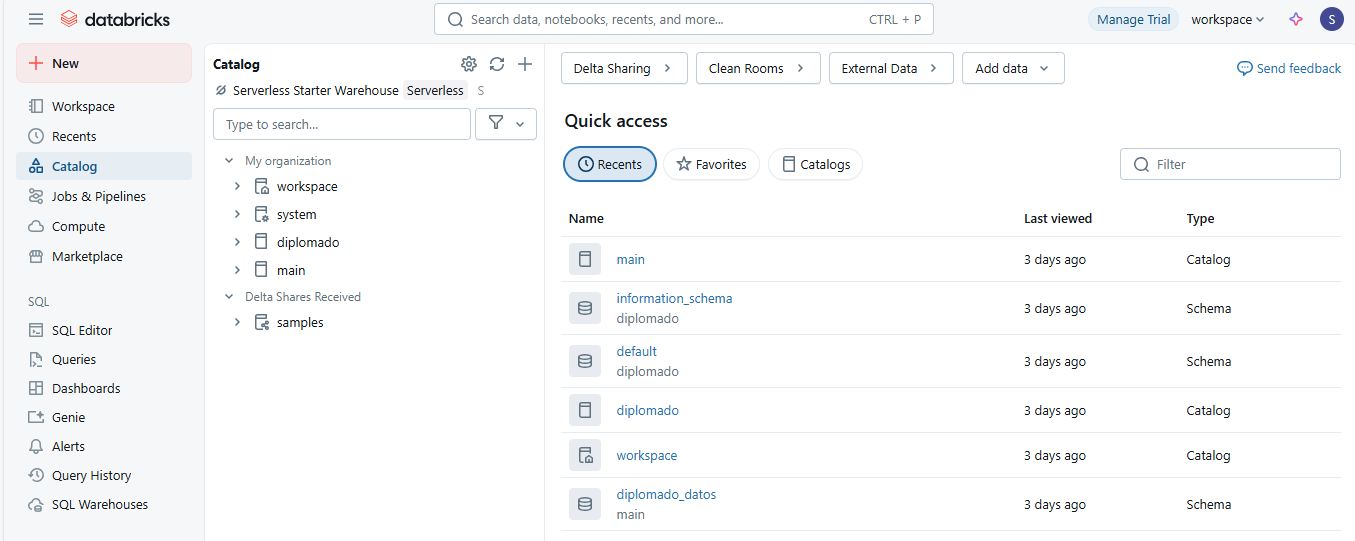 databricks
Search data, notebooks, recents, and more... CTRL + P
Manage Trial
workspace
S
New
Workspace
Recents
Catalog
Jobs & Pipelines
Compute
Marketplace
SQL
SQL Editor
Queries
Dashboards
Genie
Alerts
Query History
SQL Warehouses
Catalog
Serverless Starter Warehouse Serverless S
Type to search...
My organization
workspace
system
diplomado
main
Delta Shares Received
samples
Delta Sharing
Clean Rooms
External Data
Add data
Send feedback
Quick access
Recents
Favorites
Catalogs
Filter
Name Last viewed Type
main 3 days ago Catalog
information_schema
diplomado
3 days ago Schema
default
diplomado
3 days ago Schema
diplomado 3 days ago Catalog
workspace 3 days ago Catalog
diplomado_datos
main
3 days ago Schema